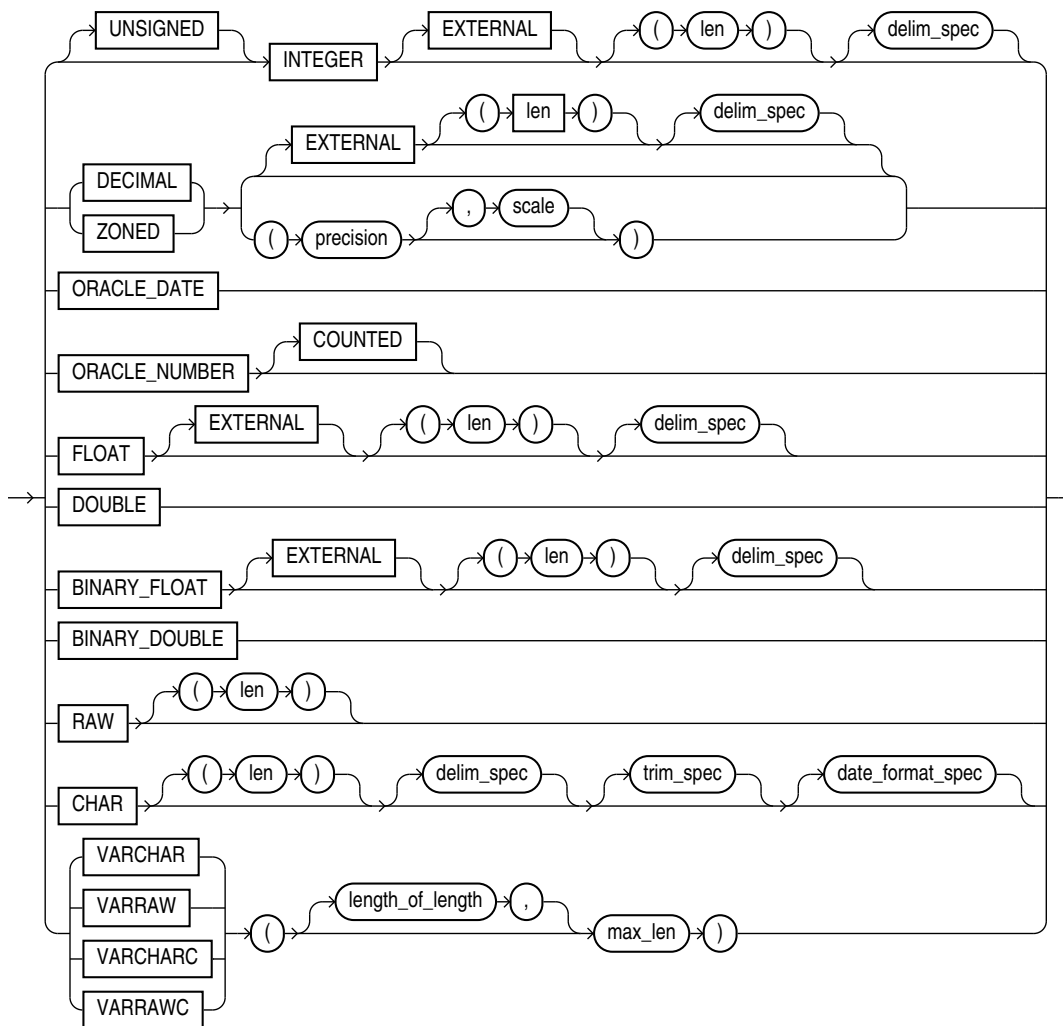 UNSIGNED EXTERNAL ( len ) delim_spec
INTEGER
( len ) delim_spec
EXTERNAL
DECIMAL
, scale
ZONED
( precision )
ORACLE_DATE
COUNTED
ORACLE_NUMBER
EXTERNAL ( len ) delim_spec
FLOAT
DOUBLE
EXTERNAL ( len ) delim_spec
BINARY_FLOAT
BINARY_DOUBLE
( len )
RAW
( len ) delim_spec trim_spec date_format_spec
CHAR
VARCHAR
length_of_length ,
VARRAW
( max_len )
VARCHARC
VARRAWC